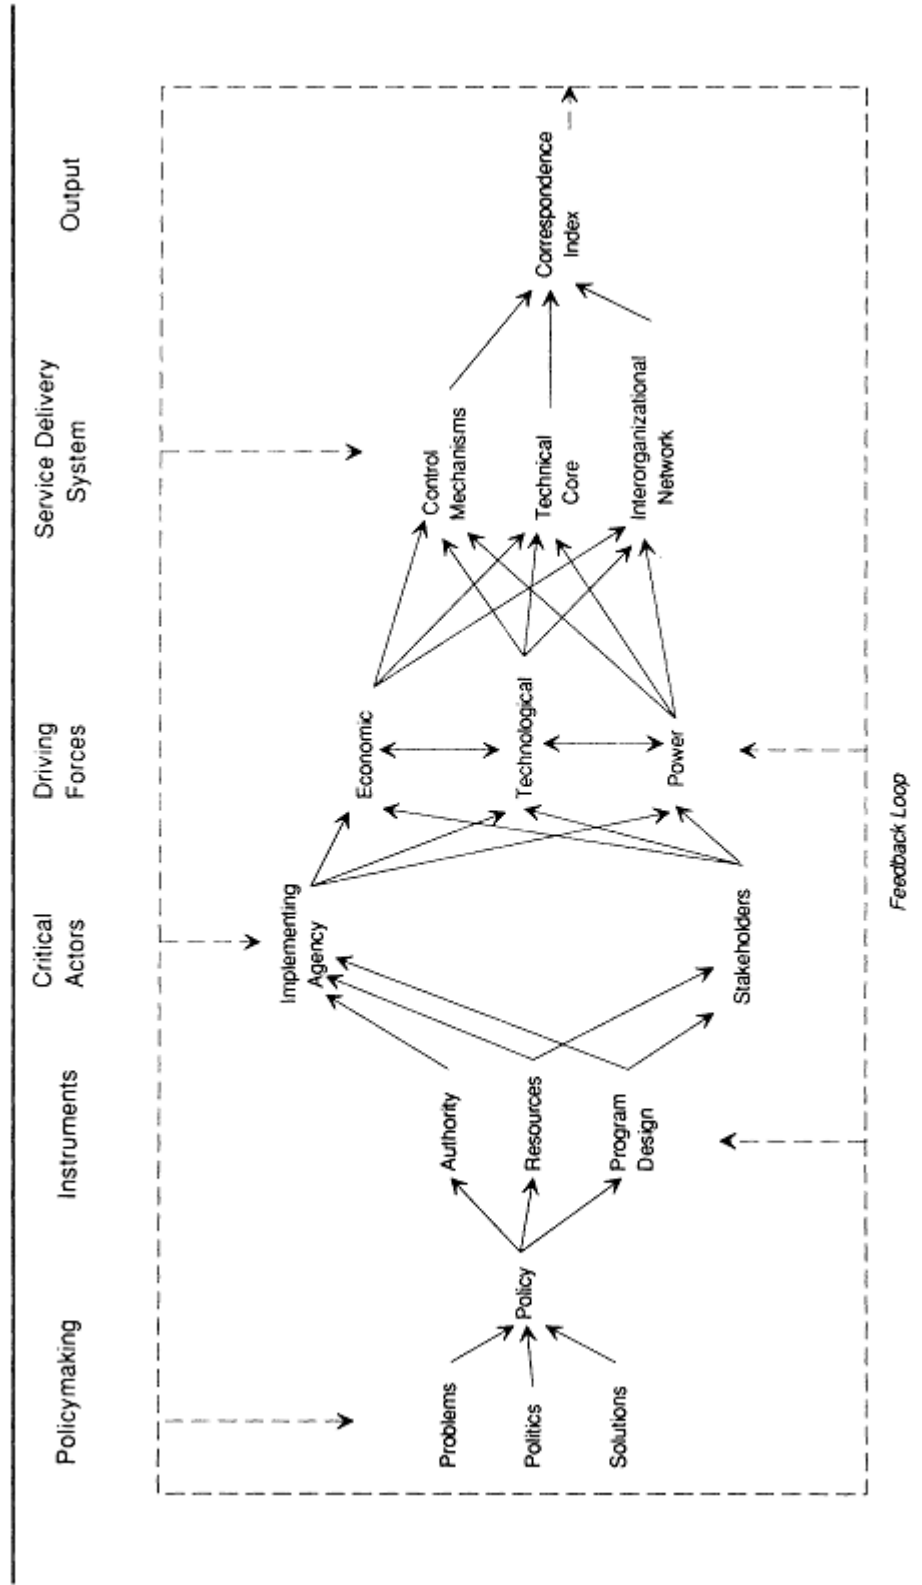 Policymaking
Instruments
Critical
Actors
Driving
Forces
Service Delivery
System
Output
Problems
Politics
Solutions
Policy
Authority
Resources
Program
Design
Implementing
Agency
Stakeholders
Economic
Technological
Power
Control
Mechanisms
Technical
Core
Interorganizational
Network
Correspondence
Index
Feedback Loop